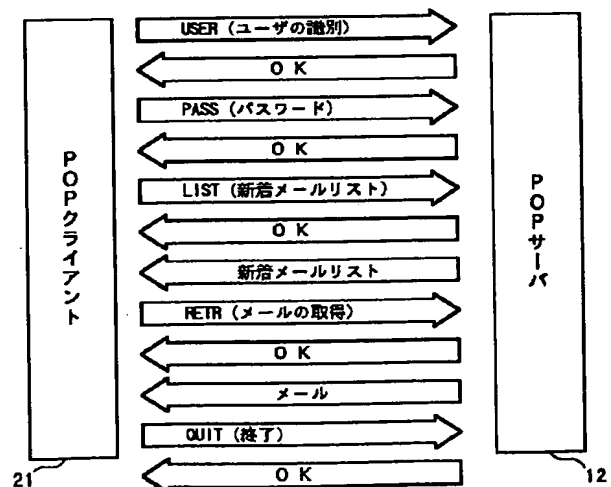 USER (ユーザの識別)
O K
PASS (パスワード)
O K
LIST (新着メールリスト)
O K
新着メールリスト
RETR (メールの取得)
O K
メール
QUIT (終了)
O K
POPクライアント
POPサーバ
21
12